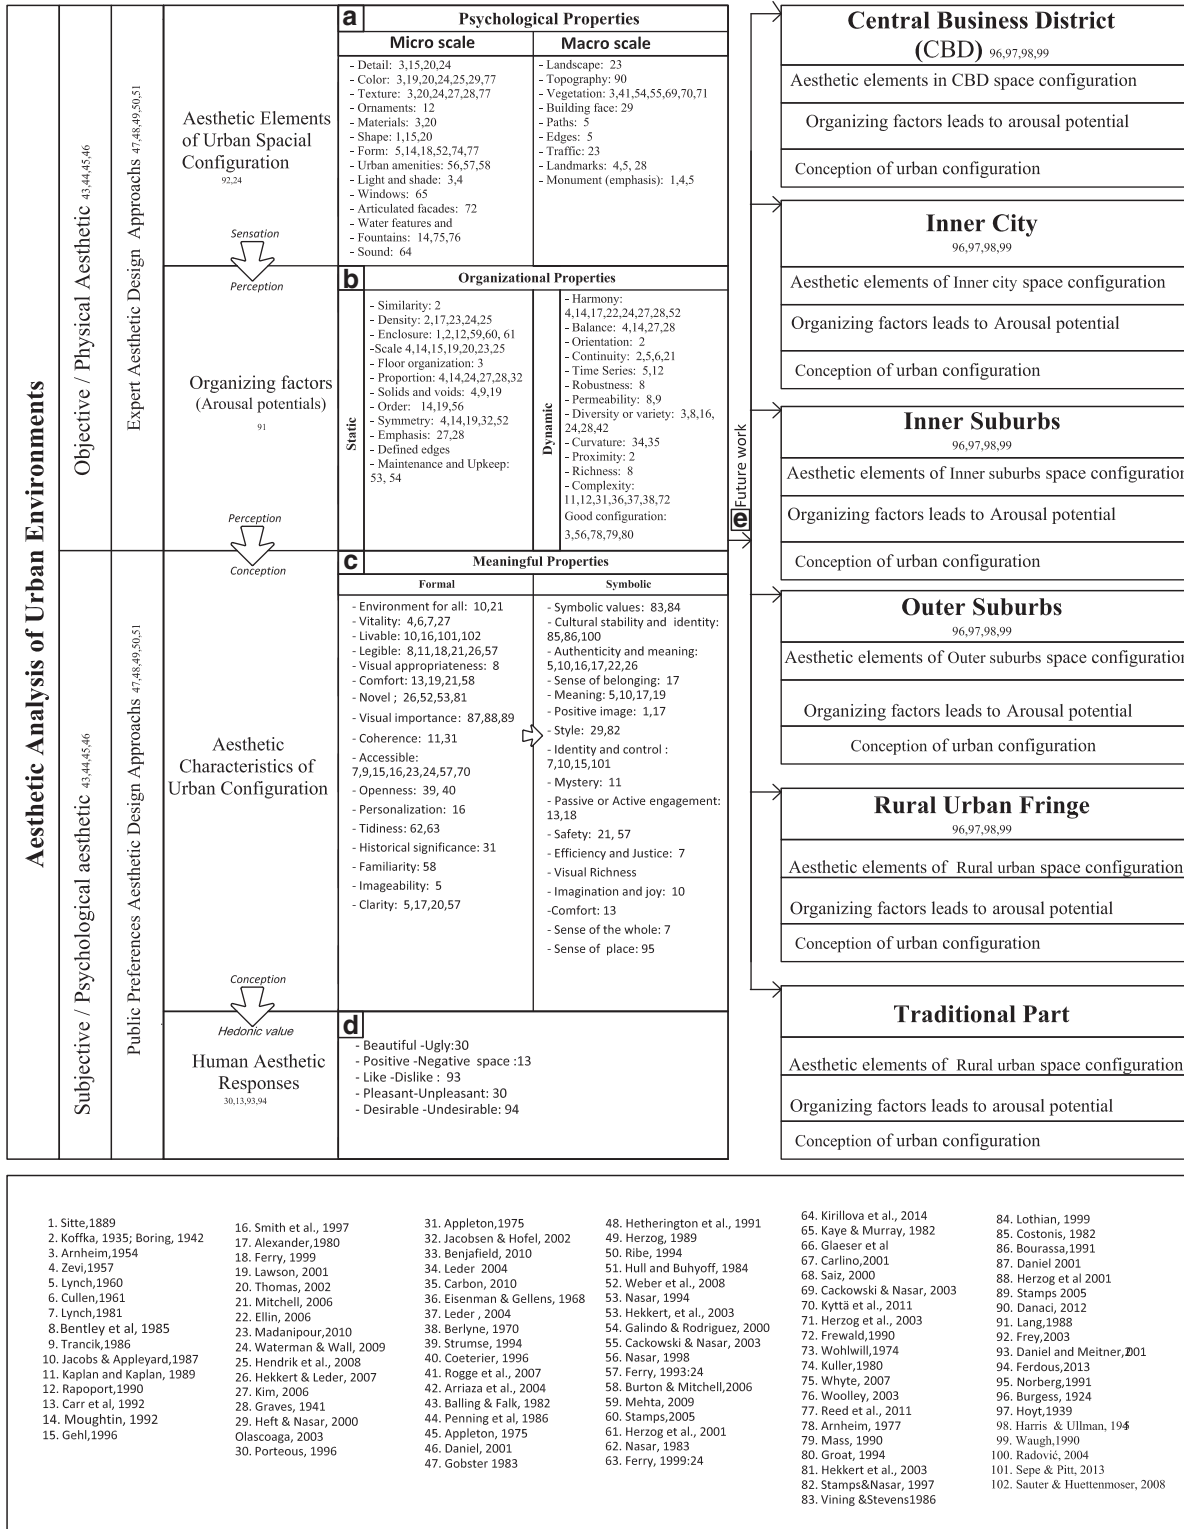 Aesthetic Analysis of Urban Environments
Objective / Physical Aesthetic 43,44,45,46
Subjective / Psychological aesthetic 43,44,45,46
Expert Aesthetic Design Approachs 47,48,49,50,51
Public Preferences Aesthetic Design Approachs 47,48,49,50,51
Aesthetic Elements
of Urban Spacial
Configuration
92,24
Sensation
Perception
Organizing factors
(Arousal potentials)
91
Perception
Conception
Aesthetic
Characteristics of
Urban Configuration
Conception
Hedonic value
Human Aesthetic
Responses
30,13,93,94
a
Psychological Properties
Micro scale
- Detail: 3,15,20,24
- Color: 3,19,20,24,25,29,77
- Texture: 3,20,24,27,28,77
- Ornaments: 12
- Materials: 3,20
- Shape: 1,15,20
- Form: 5,14,18,52,74,77
- Urban amenities: 56,57,58
- Light and shade: 3,4
- Windows: 65
- Articulated facades: 72
- Water features and
- Fountains: 14,75,76
- Sound: 64
Macro scale
- Landscape: 23
- Topography: 90
- Vegetation: 3,41,54,55,69,70,71
- Building face: 29
- Paths: 5
- Edges: 5
- Traffic: 23
- Landmarks: 4,5, 28
- Monument (emphasis): 1,4,5
b
Organizational Properties
Static
- Similarity: 2
- Density: 2,17,23,24,25
- Enclosure: 1,2,12,59,60, 61
-Scale 4,14,15,19,20,23,25
- Floor organization: 3
- Proportion: 4,14,24,27,28,32
- Solids and voids: 4,9,19
- Order: 14,19,56
- Symmetry: 4,14,19,32,52
- Emphasis: 27,28
- Defined edges
- Maintenance and Upkeep:
53, 54
Dynamic
- Harmony:
4,14,17,22,24,27,28,52
- Balance: 4,14,27,28
- Orientation: 2
- Continuity: 2,5,6,21
- Time Series: 5,12
- Robustness: 8
- Permeability: 8,9
- Diversity or variety: 3,8,16,
24,28,42
- Curvature: 34,35
- Proximity: 2
- Richness: 8
- Complexity:
11,12,31,36,37,38,72
Good configuration:
3,56,78,79,80
c
Meaningful Properties
Formal
- Environment for all: 10,21
- Vitality: 4,6,7,27
- Livable: 10,16,101,102
- Legible: 8,11,18,21,26,57
- Visual appropriateness: 8
- Comfort: 13,19,21,58
- Novel ; 26,52,53,81
- Visual importance: 87,88,89
- Coherence: 11,31
- Accessible:
7,9,15,16,23,24,57,70
- Openness: 39, 40
- Personalization: 16
- Tidiness: 62,63
- Historical significance: 31
- Familiarity: 58
- Imageability: 5
- Clarity: 5,17,20,57
Symbolic
- Symbolic values: 83,84
- Cultural stability and identity:
85,86,100
- Authenticity and meaning:
5,10,16,17,22,26
- Sense of belonging: 17
- Meaning: 5,10,17,19
- Positive image: 1,17
- Style: 29,82
- Identity and control :
7,10,15,101
- Mystery: 11
- Passive or Active engagement:
13,18
- Safety: 21, 57
- Efficiency and Justice: 7
- Visual Richness
- Imagination and joy: 10
-Comfort: 13
- Sense of the whole: 7
- Sense of place: 95
d
- Beautiful -Ugly:30
- Positive -Negative space :13
- Like -Dislike : 93
- Pleasant-Unpleasant: 30
- Desirable -Undesirable: 94
e
Future work
Central Business District
(CBD) 96,97,98,99
Aesthetic elements in CBD space configuration
Organizing factors leads to arousal potential
Conception of urban configuration
Inner City
96,97,98,99
Aesthetic elements of Inner city space configuration
Organizing factors leads to Arousal potential
Conception of urban configuration
Inner Suburbs
96,97,98,99
Aesthetic elements of Inner suburbs space configuration
Organizing factors leads to Arousal potential
Conception of urban configuration
Outer Suburbs
96,97,98,99
Aesthetic elements of Outer suburbs space configuration
Organizing factors leads to Arousal potential
Conception of urban configuration
Rural Urban Fringe
96,97,98,99
Aesthetic elements of Rural urban space configuration
Organizing factors leads to arousal potential
Conception of urban configuration
Traditional Part
Aesthetic elements of Rural urban space configuration
Organizing factors leads to arousal potential
Conception of urban configuration
1. Sitte,1889
2. Koffka, 1935; Boring, 1942
3. Arnheim,1954
4. Zevi,1957
5. Lynch,1960
6. Cullen,1961
7. Lynch,1981
8.Bentley et al, 1985
9. Trancik,1986
10. Jacobs & Appleyard,1987
11. Kaplan and Kaplan, 1989
12. Rapoport,1990
13. Carr et al, 1992
14. Moughtin, 1992
15. Gehl,1996
16. Smith et al., 1997
17. Alexander,1980
18. Ferry, 1999
19. Lawson, 2001
20. Thomas, 2002
21. Mitchell, 2006
22. Ellin, 2006
23. Madanipour,2010
24. Waterman & Wall, 2009
25. Hendrik et al., 2008
26. Hekkert & Leder, 2007
27. Kim, 2006
28. Graves, 1941
29. Heft & Nasar, 2000
Olascoaga, 2003
30. Porteous, 1996
31. Appleton,1975
32. Jacobsen & Hofel, 2002
33. Benjafield, 2010
34. Leder 2004
35. Carbon, 2010
36. Eisenman & Gellens, 1968
37. Leder , 2004
38. Berlyne, 1970
39. Strumse, 1994
40. Coeterier, 1996
41. Rogge et al., 2007
42. Arriaza et al., 2004
43. Balling & Falk, 1982
44. Penning et al, 1986
45. Appleton, 1975
46. Daniel, 2001
47. Gobster 1983
48. Hetherington et al., 1991
49. Herzog, 1989
50. Ribe, 1994
51. Hull and Buhyoff, 1984
52. Weber et al., 2008
53. Nasar, 1994
53. Hekkert, et al., 2003
54. Galindo & Rodriguez, 2000
55. Cackowski & Nasar, 2003
56. Nasar, 1998
57. Ferry, 1993:24
58. Burton & Mitchell,2006
59. Mehta, 2009
60. Stamps,2005
61. Herzog et al., 2001
62. Nasar, 1983
63. Ferry, 1999:24
64. Kirillova et al., 2014
65. Kaye & Murray, 1982
66. Glaeser et al
67. Carlino,2001
68. Saiz, 2000
69. Cackowski & Nasar, 2003
70. Kyttä et al., 2011
71. Herzog et al., 2003
72. Frewald,1990
73. Wohlwill,1974
74. Kuller,1980
75. Whyte, 2007
76. Woolley, 2003
77. Reed et al., 2011
78. Arnheim, 1977
79. Mass, 1990
80. Groat, 1994
81. Hekkert et al., 2003
82. Stamps&Nasar, 1997
83. Vining &Stevens1986
84. Lothian, 1999
85. Costonis, 1982
86. Bourassa,1991
87. Daniel 2001
88. Herzog et al 2001
89. Stamps 2005
90. Danaci, 2012
91. Lang,1988
92. Frey,2003
93. Daniel and Meitner,
94. Ferdous,2013
95. Norberg,1991
96. Burgess, 1924
97. Hoyt,1939
98. Harris & Ullman,
99. Waugh,1990
100. Radović, 2004
101. Sepe & Pitt, 2013
102. Sauter & Huettenmoser, 2008